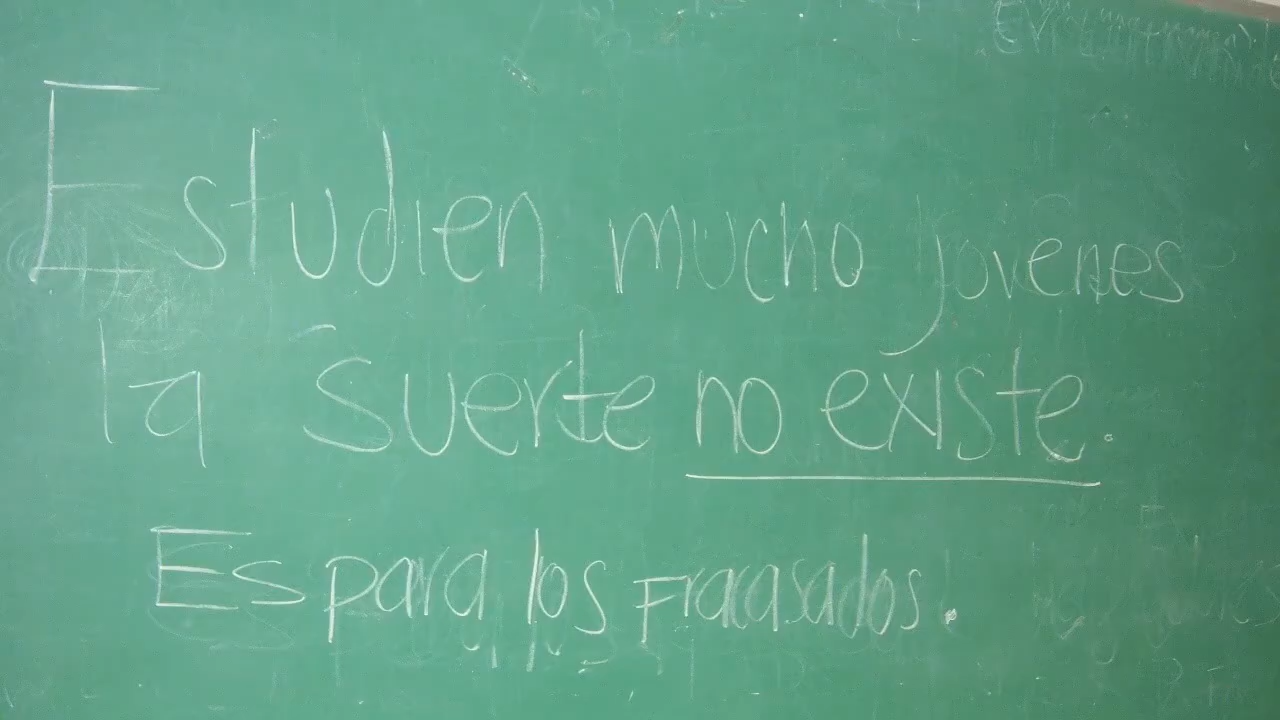 Estudien mucho jovenes
la suerte no existe.
Es para los Fracasados.